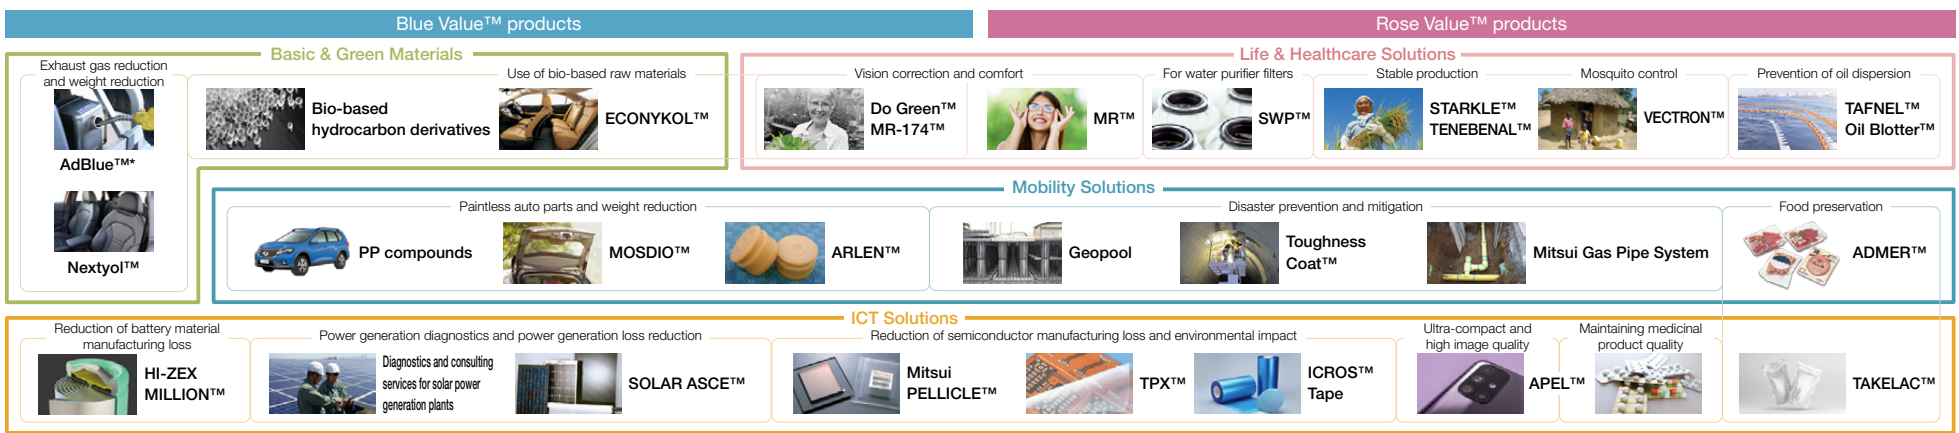 Blue Value™ products
Rose Value™ products
Basic & Green Materials
Exhaust gas reduction
and weight reduction
AdBlue™*
Nextyol™
Use of bio-based raw materials
Bio-based
hydrocarbon derivatives
ECONYKOL™
Life & Healthcare Solutions
Vision correction and comfort
Do Green™
MR-174™
MR™
For water purifier filters
SWP™
Stable production
STARKLE™
TENEBENAL™
Mosquito control
VECTRON™
Prevention of oil dispersion
TAFNEL™
Oil Blotter™
Mobility Solutions
Paintless auto parts and weight reduction
PP compounds
MOSDIO™
ARLEN™
Disaster prevention and mitigation
Geopool
Toughness
Coat™
Mitsui Gas Pipe System
Food preservation
ADMER™
ICT Solutions
Reduction of battery material
manufacturing loss
HI-ZEX
MILLION™
Power generation diagnostics and power generation loss reduction
Diagnostics and consulting
services for solar power
generation plants
SOLAR ASCE™
Reduction of semiconductor manufacturing loss and environmental impact
Mitsui
PELLICLE™
TPX™
ICROS™
Tape
Ultra-compact and
high image quality
APEL™
Maintaining medicinal
product quality
TAKELAC™